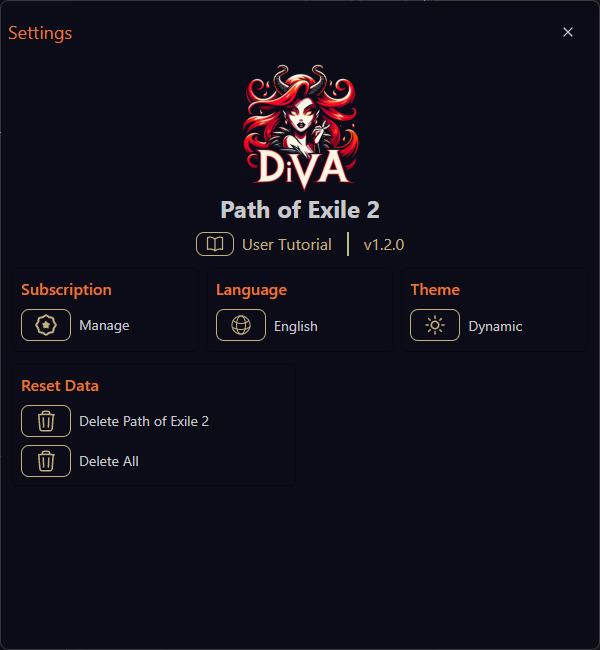 Settings
DiVA
Path of Exile 2
User Tutorial v1.2.0
Subscription Language Theme
Manage English Dynamic
Reset Data
Delete Path of Exile 2
Delete All